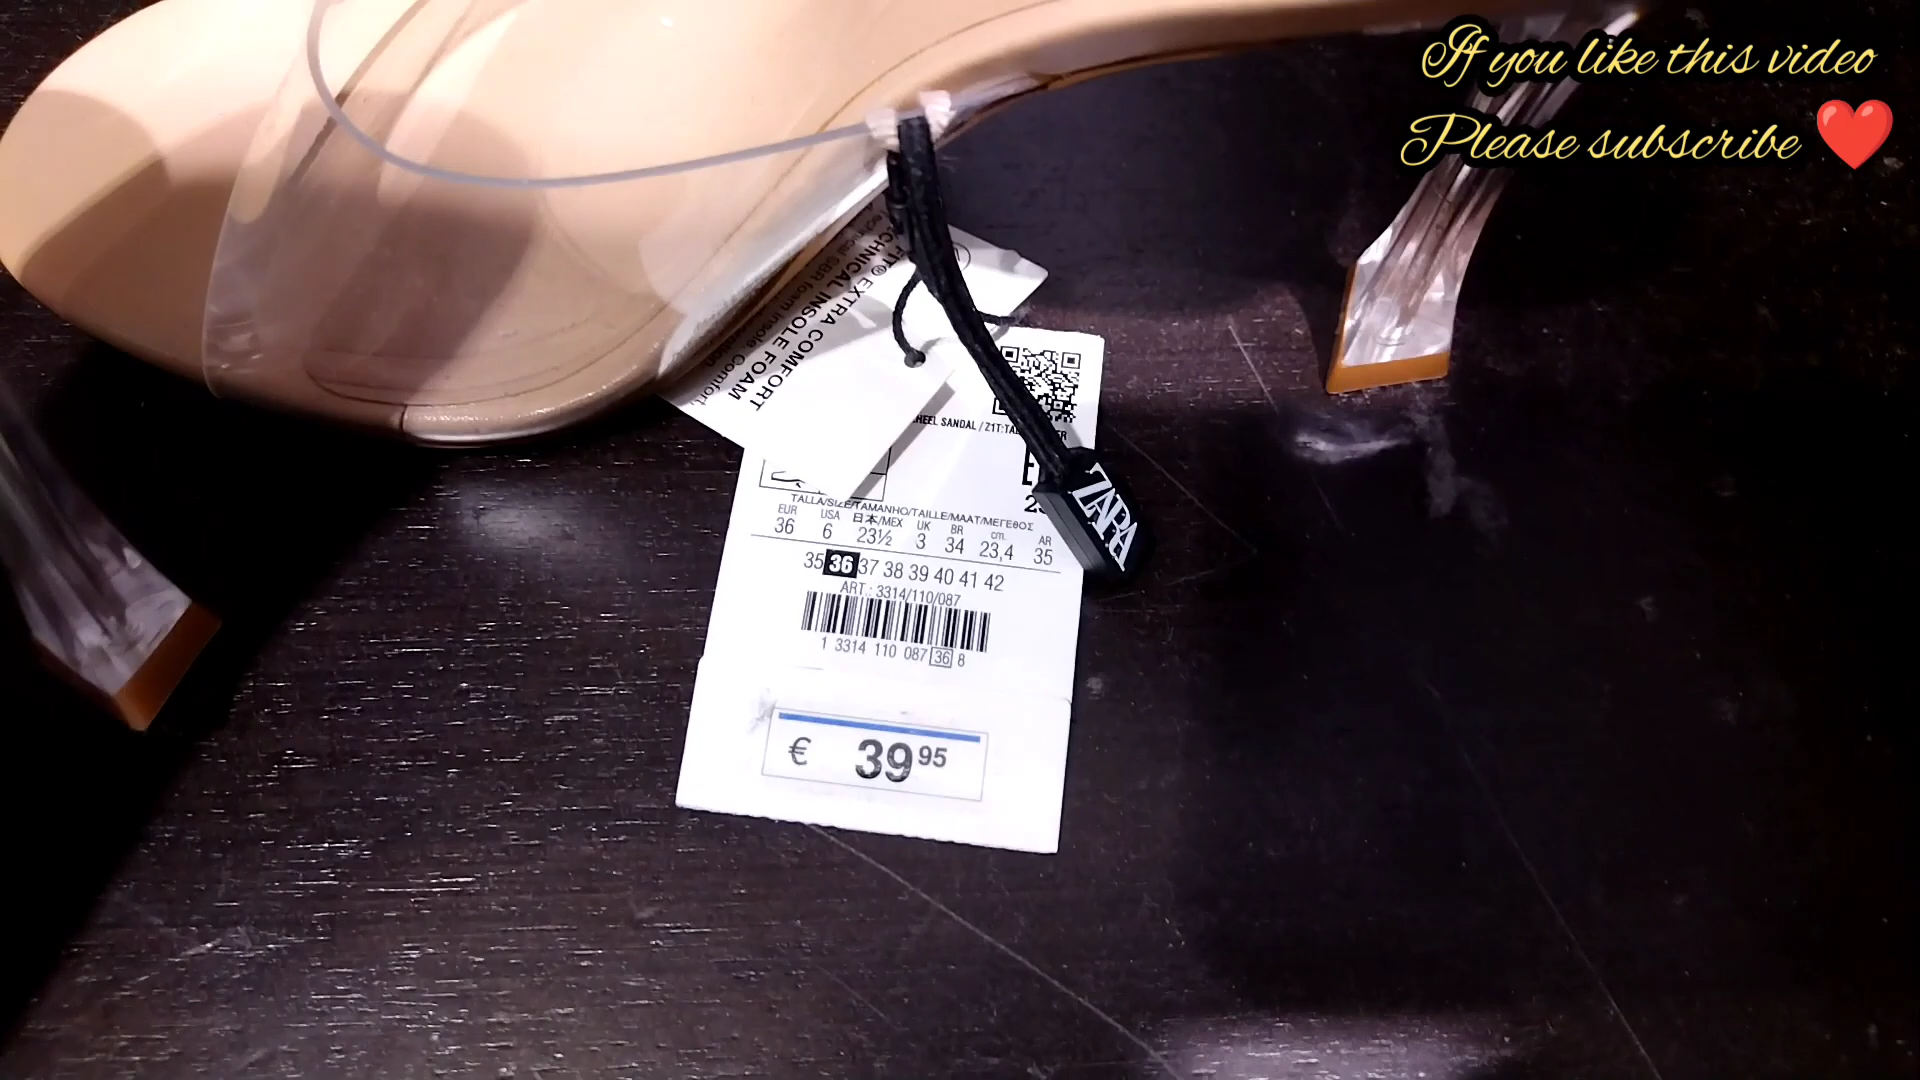 If you like this video
Please subscribe ❤️
FIT® EXTRA COMFORT
TECHNICAL INSOLE FOAM
HEEL SANDAL / Z1T:TA
TALLA/SIZE/TAMANHO/TAILLE/MAAT/ΜΕΓΕΘΟΣ
EUR USA 日本/MEX UK BR cm. AR
36 6 23½ 3 34 23,4 35
35 36 37 38 39 40 41 42
ART.: 3314/110/087
1 3314 110 087 36 8
€ 39 95
ZARA